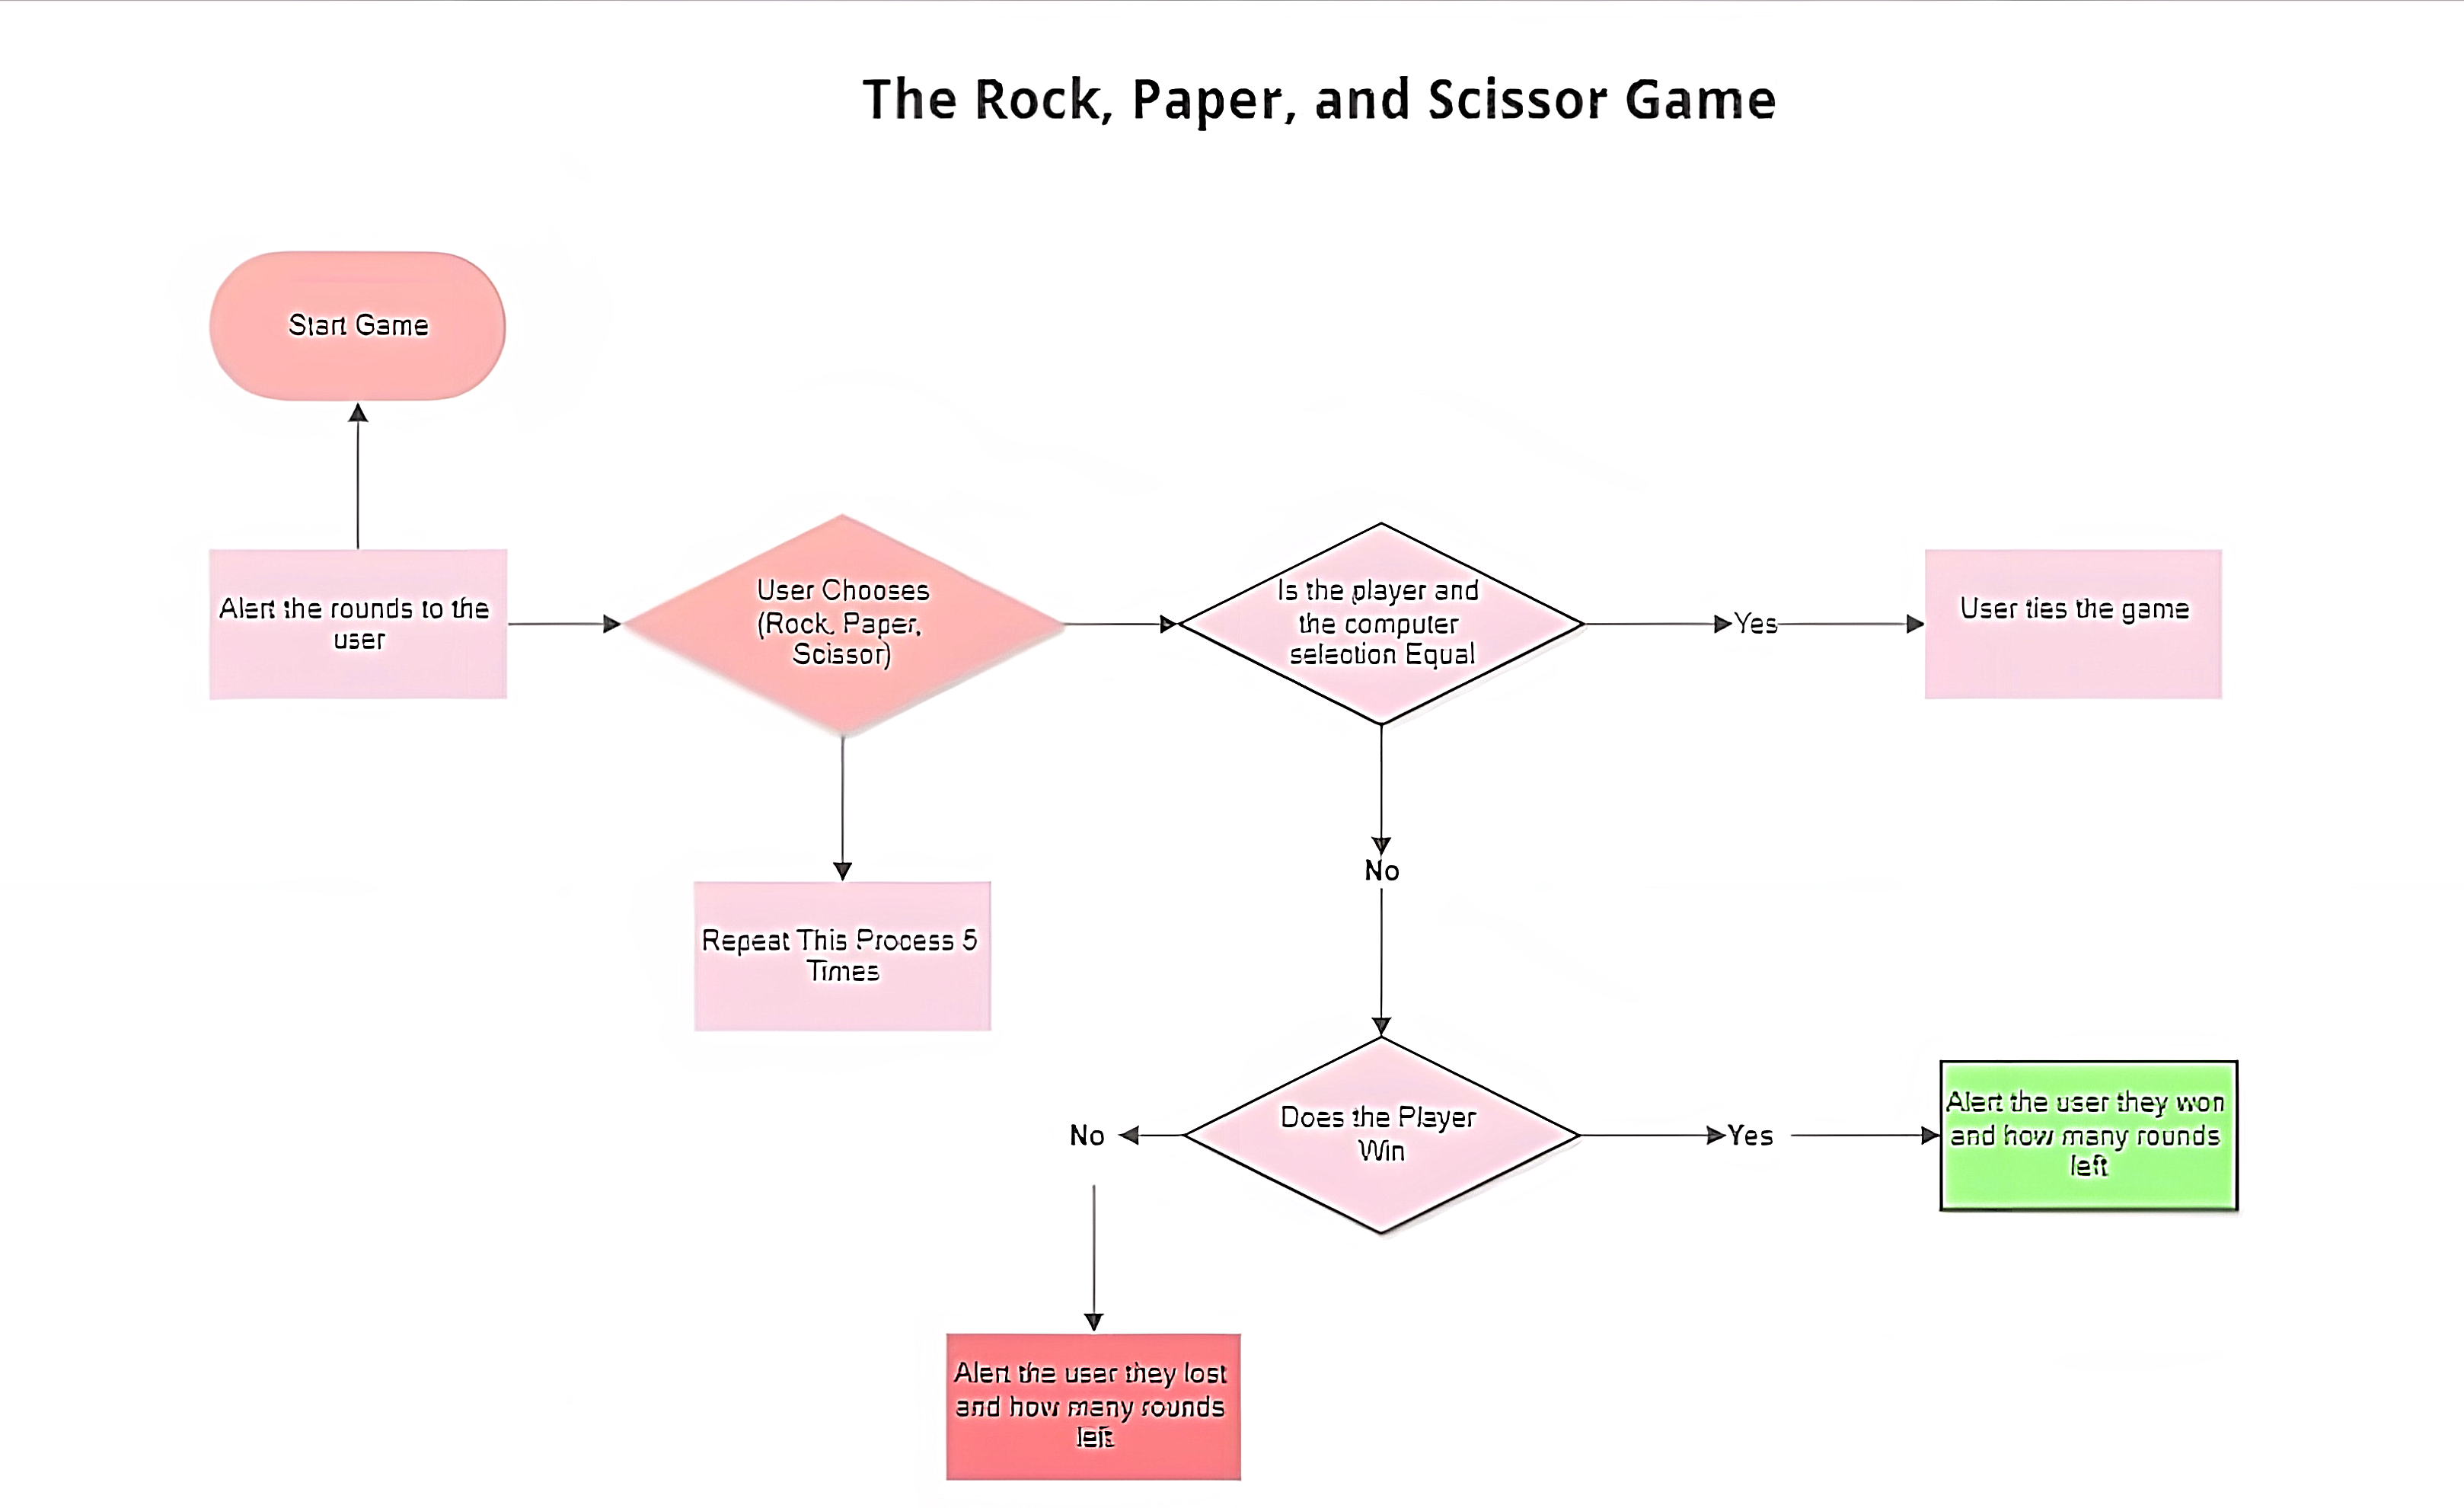 The Rock, Paper, and Scissor Game
Start Game
Alert the rounds to the
user
User Chooses
(Rock, Paper,
Scissor)
Is the player and
the computer
selection Equal
Yes
User ties the game
Repeat This Process 5
Times
No
Does the Player
Win
No
Yes
Alert the user they won
and how many rounds
left
Alert the user they lost
and how many rounds
left